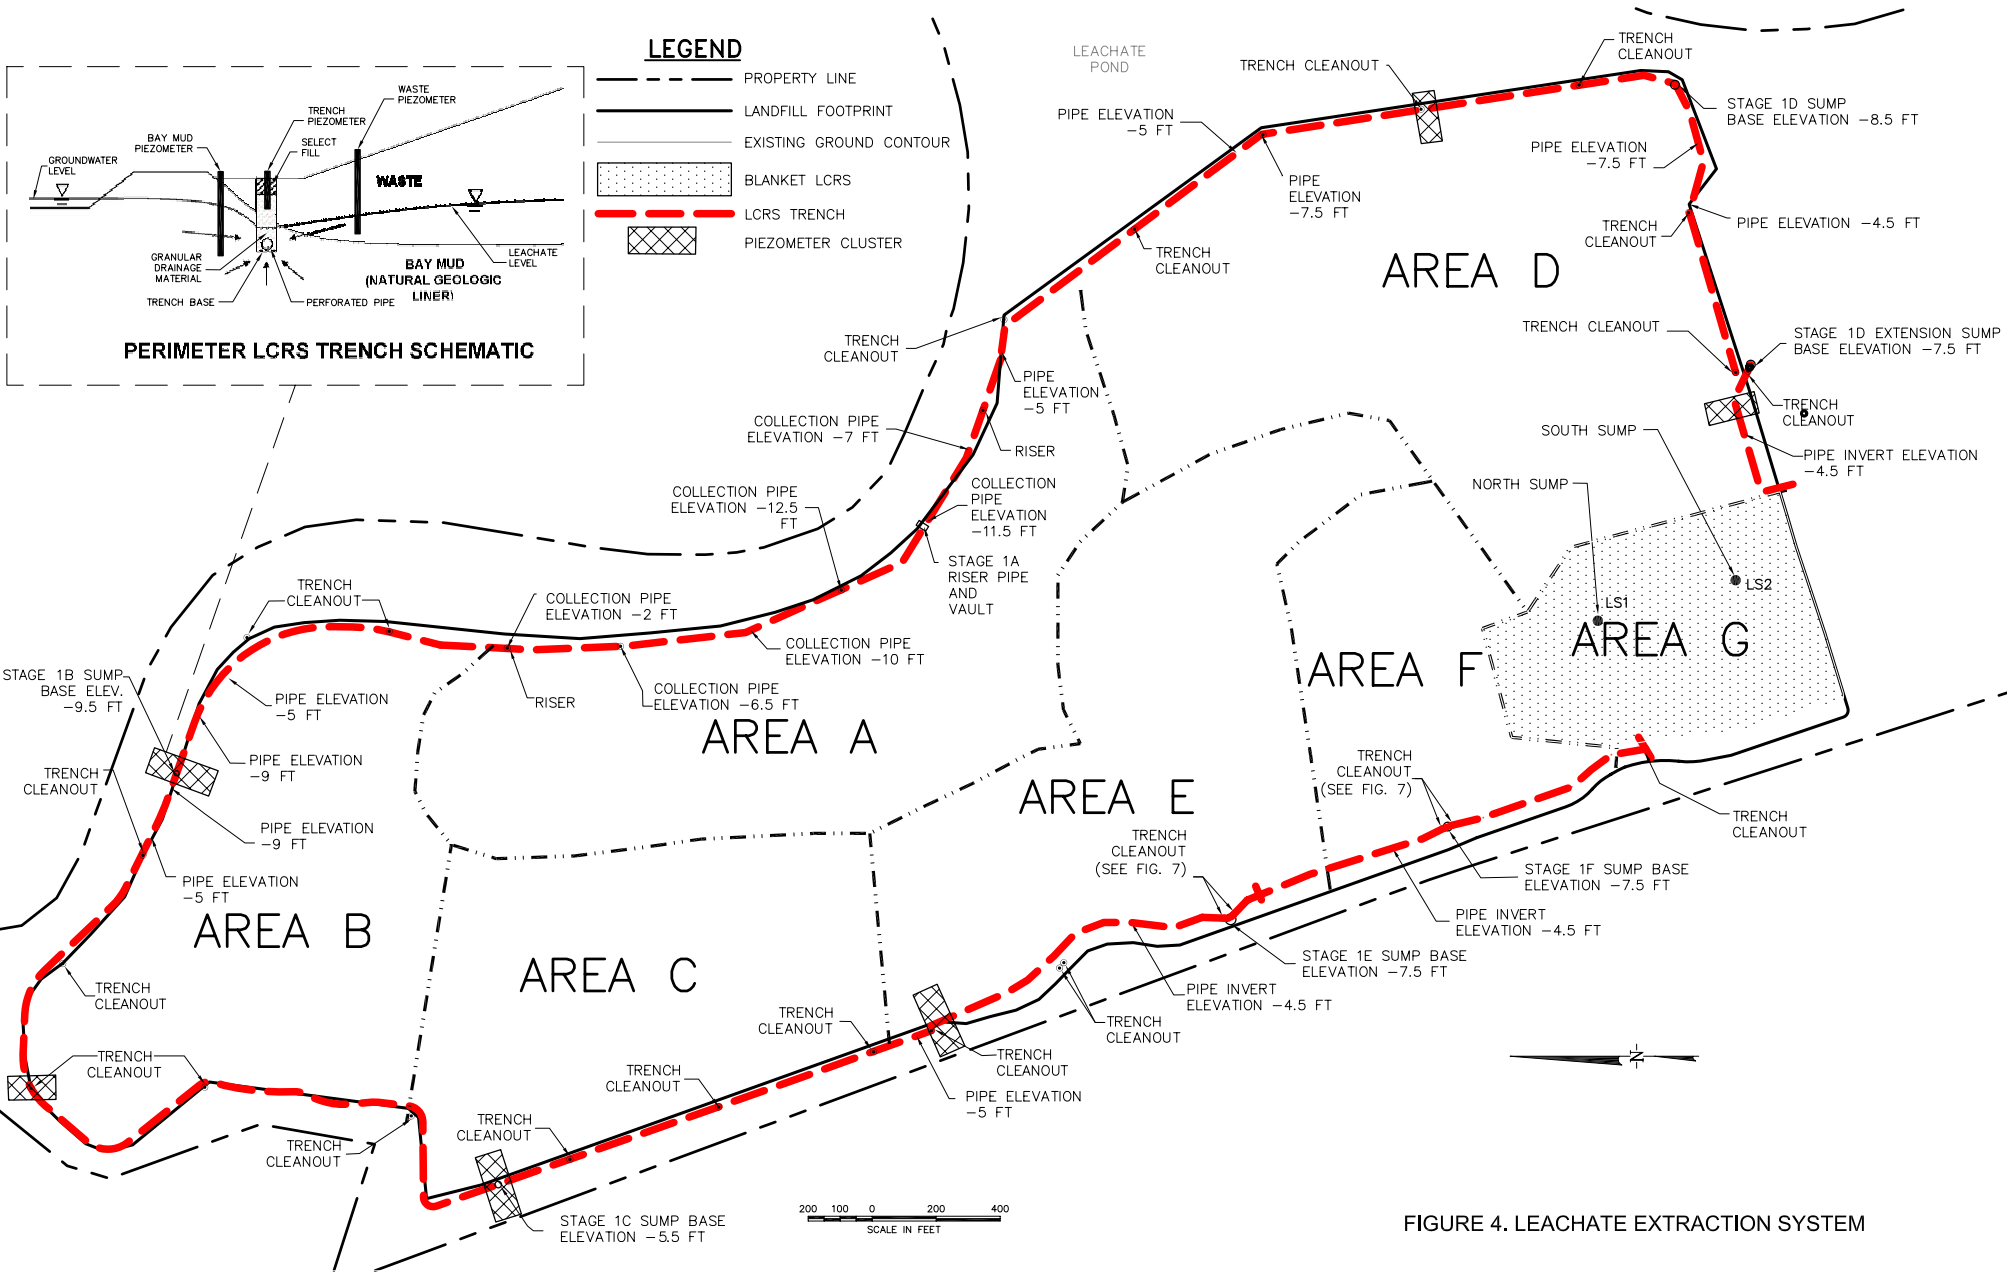 LEGEND
PROPERTY LINE
LANDFILL FOOTPRINT
EXISTING GROUND CONTOUR
BLANKET LCRS
LCRS TRENCH
PIEZOMETER CLUSTER
WASTE
PIEZOMETER
TRENCH
PIEZOMETER
SELECT
FILL
BAY MUD
PIEZOMETER
GROUNDWATER
LEVEL
WASTE
GRANULAR
DRAINAGE
MATERIAL
LEACHATE
LEVEL
BAY MUD
(NATURAL GEOLOGIC
LINER)
TRENCH BASE
PERFORATED PIPE
PERIMETER LCRS TRENCH SCHEMATIC
LEACHATE
POND
TRENCH CLEANOUT
TRENCH
CLEANOUT
PIPE ELEVATION
-5 FT
STAGE 1D SUMP
BASE ELEVATION -8.5 FT
PIPE ELEVATION
-7.5 FT
PIPE
ELEVATION
-7.5 FT
PIPE ELEVATION -4.5 FT
TRENCH
CLEANOUT
TRENCH
CLEANOUT
AREA D
TRENCH CLEANOUT
STAGE 1D EXTENSION SUMP
BASE ELEVATION -7.5 FT
TRENCH
CLEANOUT
TRENCH
CLEANOUT
PIPE
ELEVATION
-5 FT
COLLECTION PIPE
ELEVATION -7 FT
RISER
SOUTH SUMP
PIPE INVERT ELEVATION
-4.5 FT
NORTH SUMP
COLLECTION PIPE
ELEVATION -12.5
FT
COLLECTION
PIPE
ELEVATION
-11.5 FT
STAGE 1A
RISER PIPE
AND
VAULT
LS2
LS1
AREA G
TRENCH
CLEANOUT
COLLECTION PIPE
ELEVATION -2 FT
COLLECTION PIPE
ELEVATION -10 FT
AREA F
STAGE 1B SUMP
BASE ELEV.
-9.5 FT
PIPE ELEVATION
-5 FT
RISER
COLLECTION PIPE
ELEVATION -6.5 FT
AREA A
PIPE ELEVATION
-9 FT
TRENCH
CLEANOUT
TRENCH
CLEANOUT
(SEE FIG. 7)
AREA E
TRENCH
CLEANOUT
PIPE ELEVATION
-9 FT
TRENCH
CLEANOUT
(SEE FIG. 7)
STAGE 1F SUMP BASE
ELEVATION -7.5 FT
PIPE ELEVATION
-5 FT
AREA B
PIPE INVERT
ELEVATION -4.5 FT
AREA C
STAGE 1E SUMP BASE
ELEVATION -7.5 FT
TRENCH
CLEANOUT
PIPE INVERT
ELEVATION -4.5 FT
TRENCH
CLEANOUT
TRENCH
CLEANOUT
TRENCH
CLEANOUT
TRENCH
CLEANOUT
TRENCH
CLEANOUT
PIPE ELEVATION
-5 FT
TRENCH
CLEANOUT
TRENCH
CLEANOUT
STAGE 1C SUMP BASE
ELEVATION -5.5 FT
N
200 100 0 200 400
SCALE IN FEET
FIGURE 4. LEACHATE EXTRACTION SYSTEM